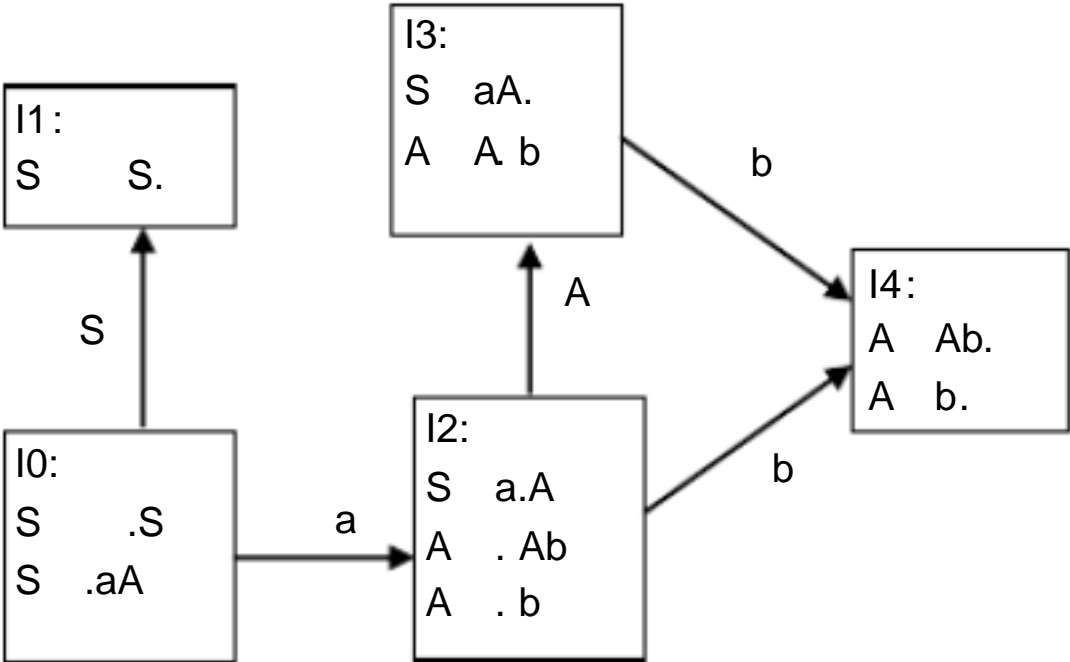 I3:
S aA.
A A. b
I1:
S S.
b
A
S
I4:
A Ab.
A b.
I2:
S a.A
A . Ab
A . b
b
I0:
S .S
S .aA
a